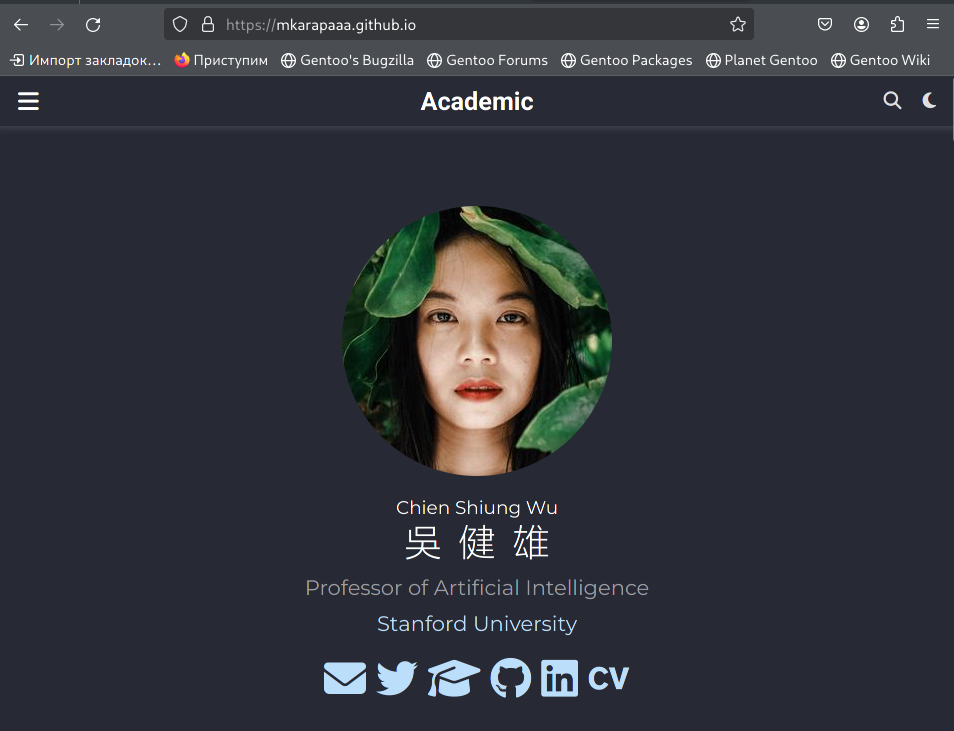 https://mkarapaaa.github.io
Импорт закладок… Приступим Gentoo's Bugzilla Gentoo Forums Gentoo Packages Planet Gentoo Gentoo Wiki
Academic
Chien Shiung Wu
吳健雄
Professor of Artificial Intelligence
Stanford University
CV